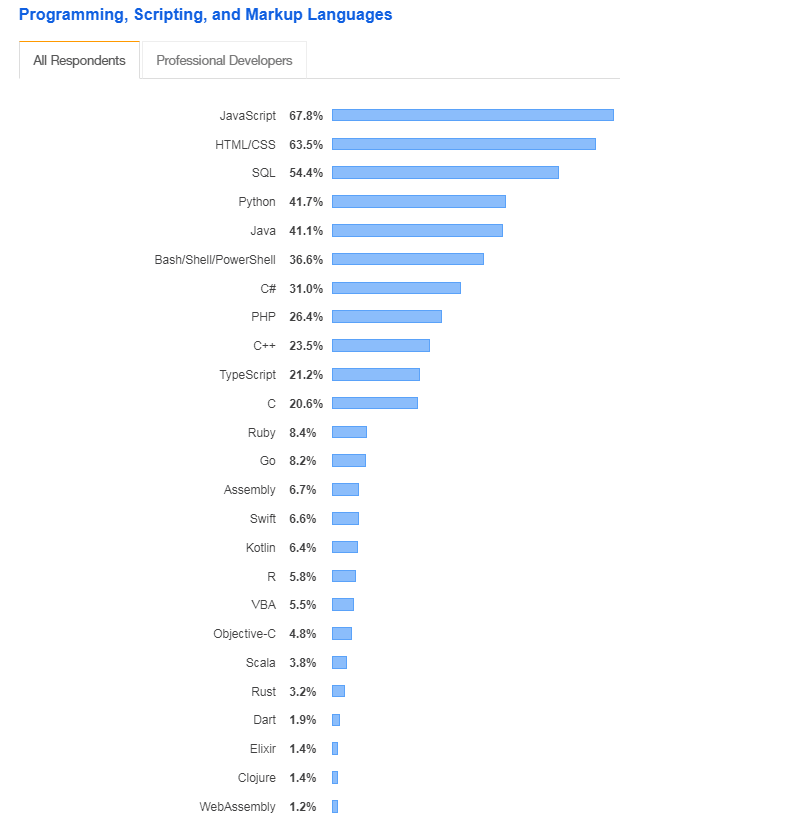 Programming, Scripting, and Markup Languages
All Respondents Professional Developers
JavaScript 67.8%
HTML/CSS 63.5%
SQL 54.4%
Python 41.7%
Java 41.1%
Bash/Shell/PowerShell 36.6%
C# 31.0%
PHP 26.4%
C++ 23.5%
TypeScript 21.2%
C 20.6%
Ruby 8.4%
Go 8.2%
Assembly 6.7%
Swift 6.6%
Kotlin 6.4%
R 5.8%
VBA 5.5%
Objective-C 4.8%
Scala 3.8%
Rust 3.2%
Dart 1.9%
Elixir 1.4%
Clojure 1.4%
WebAssembly 1.2%